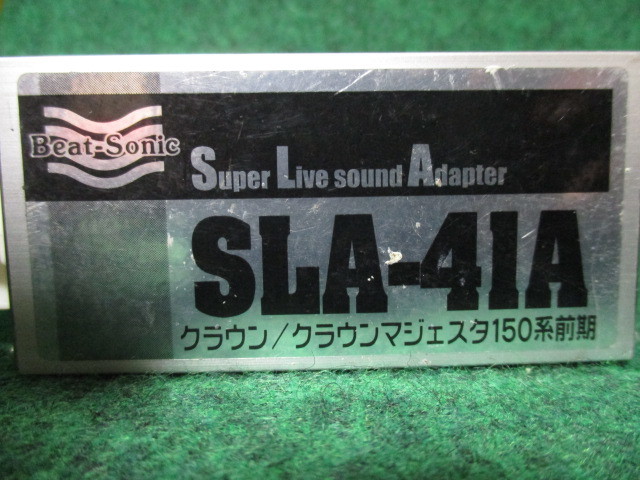 Beat-Sonic
Super Live sound Adapter
SLA-41A
クラウン/クラウンマジェスタ150系前期